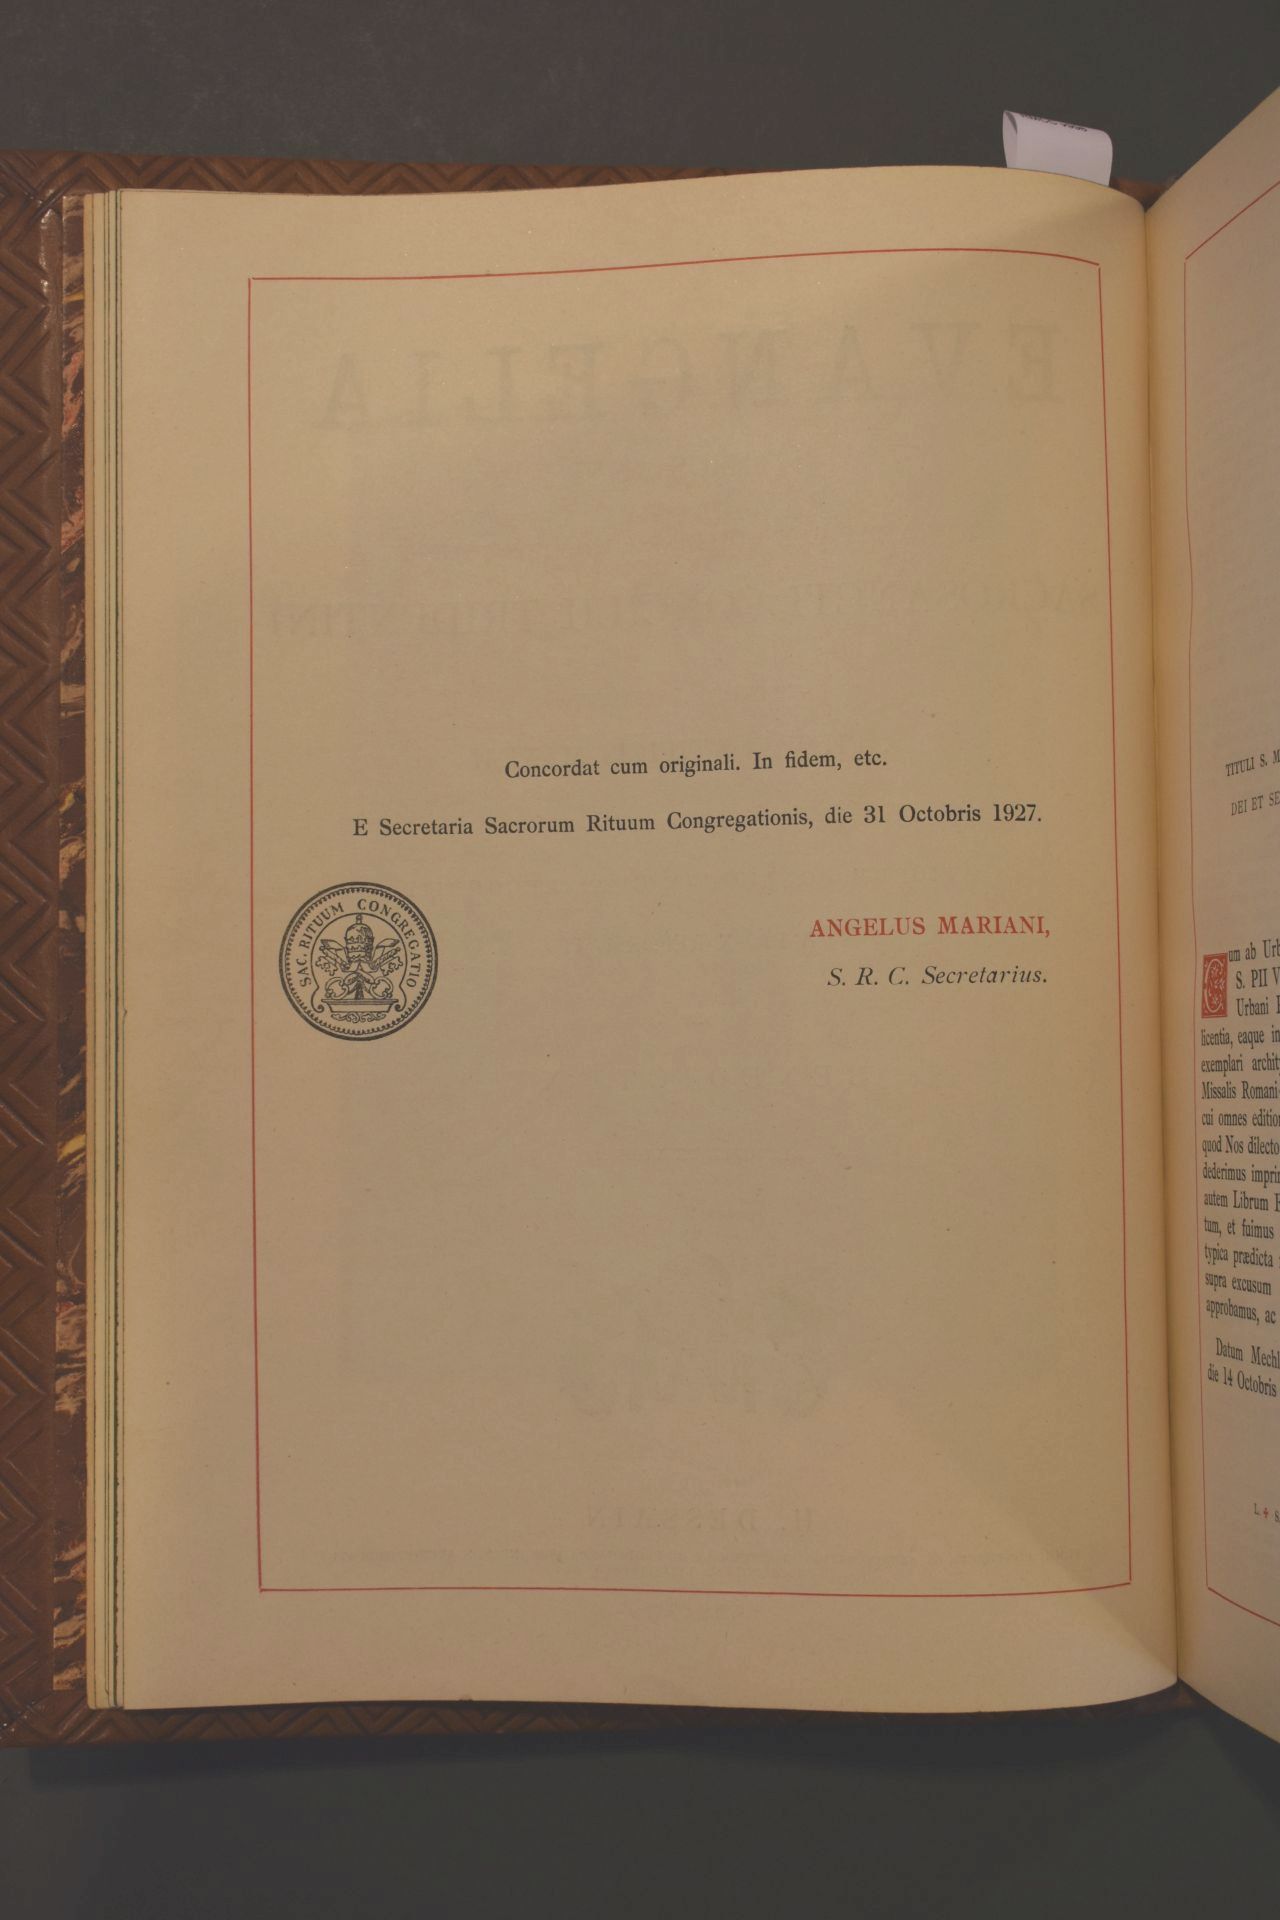 Concordat cum originali. In fidem, etc.
E Secretaria Sacrorum Rituum Congregationis, die 31 Octobris 1927.
SAC. RITUUM CONGREGATIO
ANGELUS MARIANI,
S. R. C. Secretarius.
TITULI S. M
DEI ET SE
Cum ab Urb
S. PII V
Urbani
licentia, eaque in
exemplari archit
Missalis Romani
cui omnes editio
quod Nos dilecto
dederimus impri
autem Librum
tum, et fuimus
typica prædicta
supra excusum
approbamus, ac
Datum Mechl
die 14 Octobris
L ✠ S